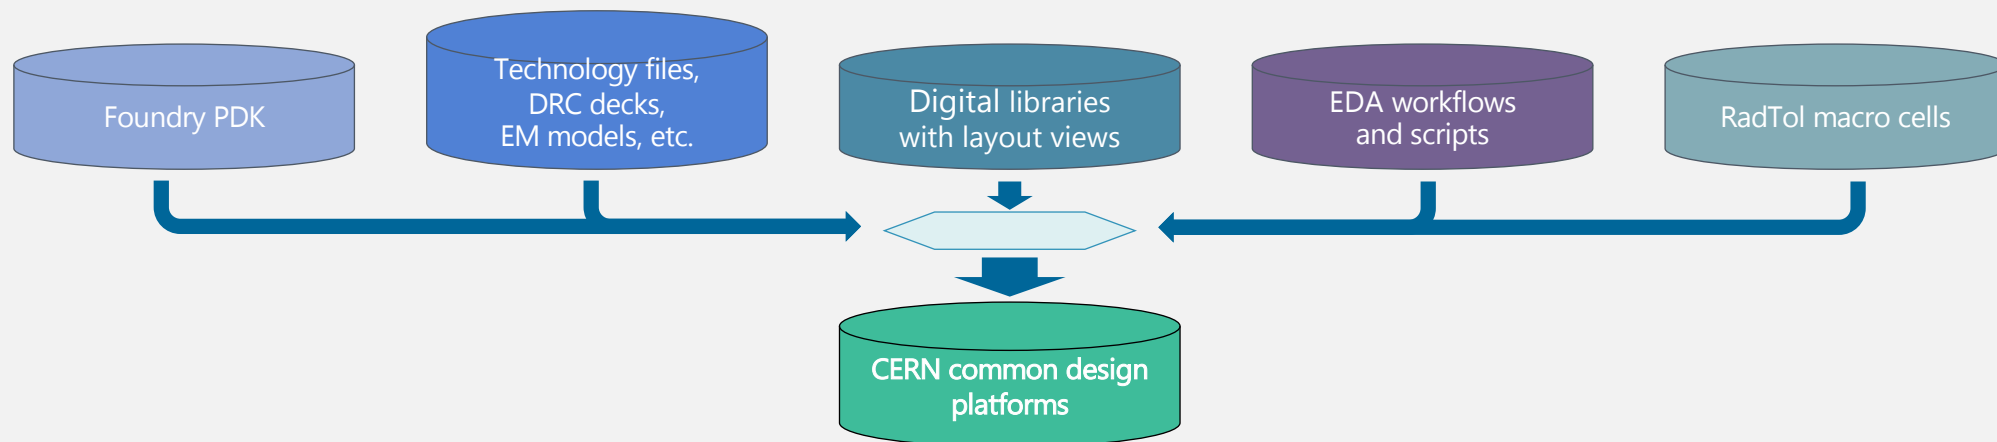 Foundry PDK
Technology files,
DRC decks,
EM models, etc.
Digital libraries
with layout views
EDA workflows
and scripts
RadTol macro cells
CERN common design
platforms